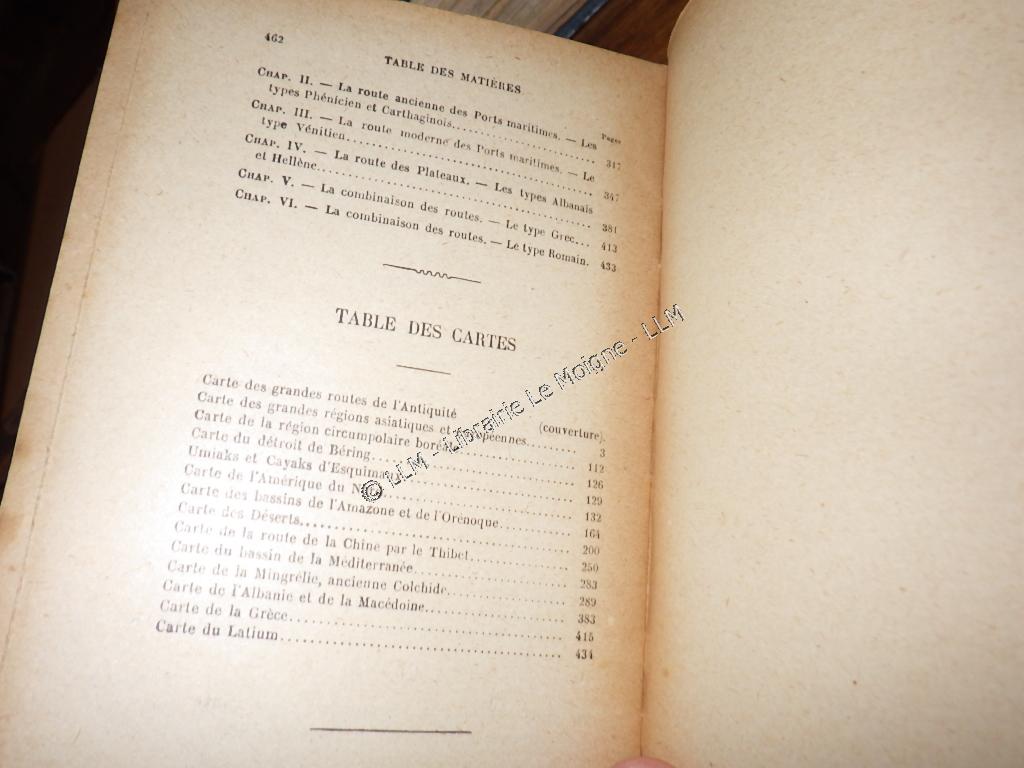 462
TABLE DES MATIÈRES
Pages
CHAP. II. — La route ancienne des Ports maritimes. — Les
types Phénicien et Carthaginois........................ 317
CHAP. III. — La route moderne des Ports maritimes. — Le
type Vénitien........................ 347
CHAP. IV. — La route des Plateaux. — Les types Albanais
et Hellène........................ 381
CHAP. V. — La combinaison des routes. — Le type Grec... 413
CHAP. VI. — La combinaison des routes. — Le type Romain. 433
TABLE DES CARTES
Carte des grandes routes de l'Antiquité (couverture).
Carte des grandes régions asiatiques et européennes........ 3
Carte de la région circumpolaire boréale........ 112
Carte du détroit de Béring........ 126
Umiaks et Cayaks d'Esquimaux........ 129
Carte de l'Amérique du Nord........ 132
Carte des bassins de l'Amazone et de l'Orénoque........ 164
Carte des Déserts........ 200
Carte de la route de la Chine par le Thibet........ 250
Carte du bassin de la Méditerranée........ 283
Carte de la Mingrélie, ancienne Colchide........ 289
Carte de l'Albanie et de la Macédoine........ 383
Carte de la Grèce........ 415
Carte du Latium........ 434
© LLM - Librairie Le Moigne - LLM